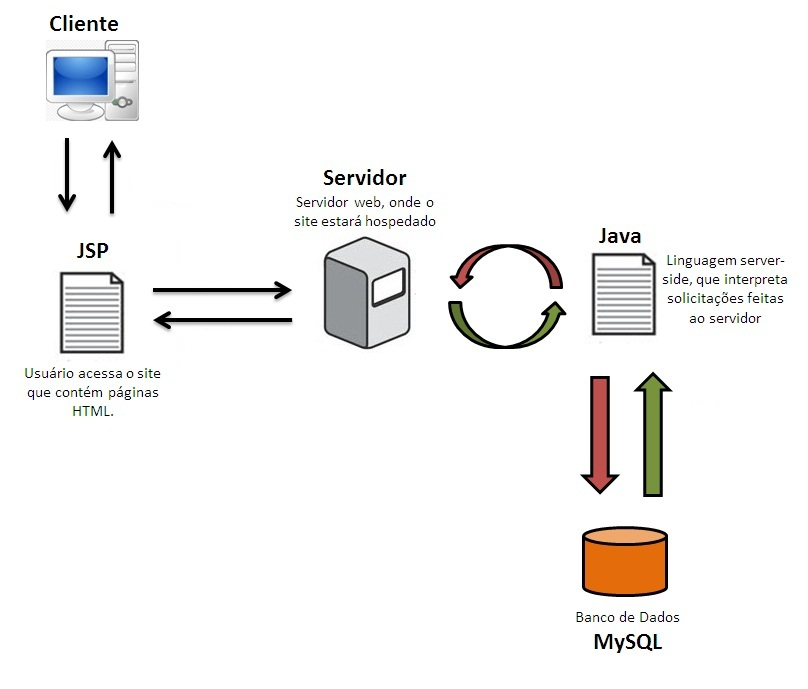 Cliente
Servidor
Servidor web, onde o
site estará hospedado
JSP
Usuário acessa o site
que contém páginas
HTML.
Java
Linguagem server-
side, que interpreta
solicitações feitas
ao servidor
Banco de Dados
MySQL